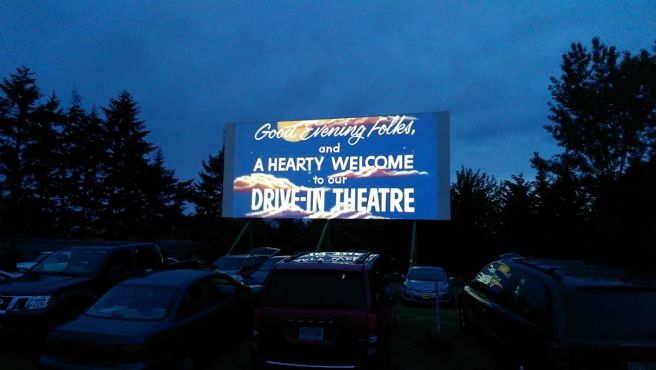 Good Evening Folks,
and
A HEARTY WELCOME
to our
DRIVE-IN THEATRE